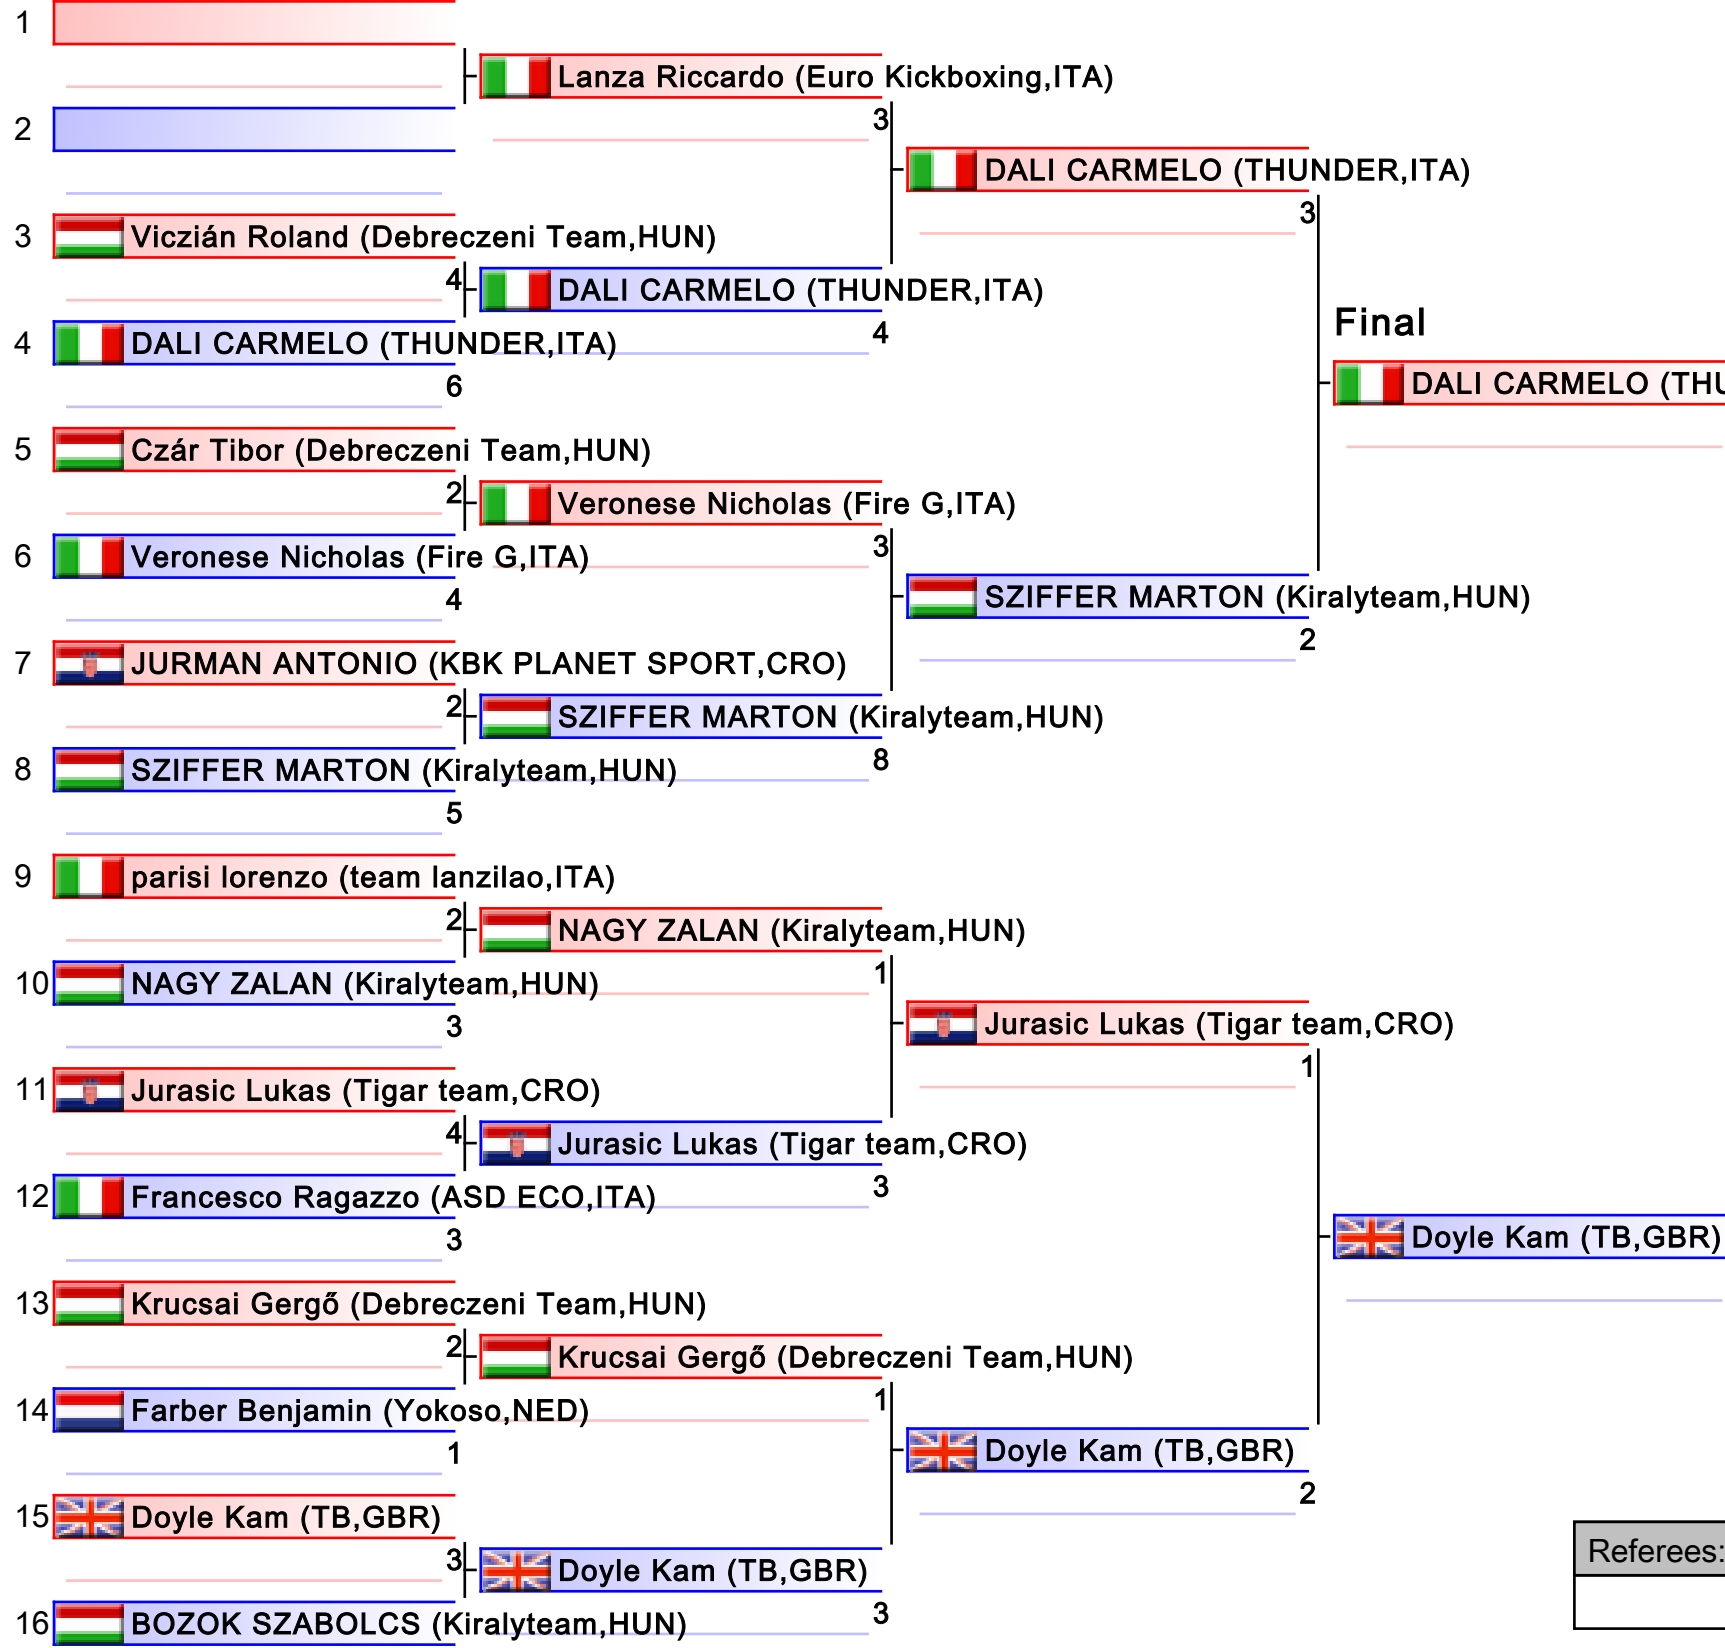 1
Lanza Riccardo (Euro Kickboxing,ITA)
3
2
DALI CARMELO (THUNDER,ITA)
3
3 Viczián Roland (Debreczeni Team,HUN)
4
DALI CARMELO (THUNDER,ITA)
4
4 DALI CARMELO (THUNDER,ITA)
6
Final
DALI CARMELO (THU
5 Czár Tibor (Debreczeni Team,HUN)
2
Veronese Nicholas (Fire G,ITA)
3
6 Veronese Nicholas (Fire G,ITA)
4
SZIFFER MARTON (Kiralyteam,HUN)
2
7 JURMAN ANTONIO (KBK PLANET SPORT,CRO)
2
SZIFFER MARTON (Kiralyteam,HUN)
8
8 SZIFFER MARTON (Kiralyteam,HUN)
5
9 parisi lorenzo (team lanzilao,ITA)
2
NAGY ZALAN (Kiralyteam,HUN)
1
10 NAGY ZALAN (Kiralyteam,HUN)
3
Jurasic Lukas (Tigar team,CRO)
1
11 Jurasic Lukas (Tigar team,CRO)
4
Jurasic Lukas (Tigar team,CRO)
3
12 Francesco Ragazzo (ASD ECO,ITA)
3
Doyle Kam (TB,GBR)
13 Krucsai Gergő (Debreczeni Team,HUN)
2
Krucsai Gergő (Debreczeni Team,HUN)
1
14 Farber Benjamin (Yokoso,NED)
1
Doyle Kam (TB,GBR)
2
15 Doyle Kam (TB,GBR)
3
Doyle Kam (TB,GBR)
3
16 BOZOK SZABOLCS (Kiralyteam,HUN)
Referees: